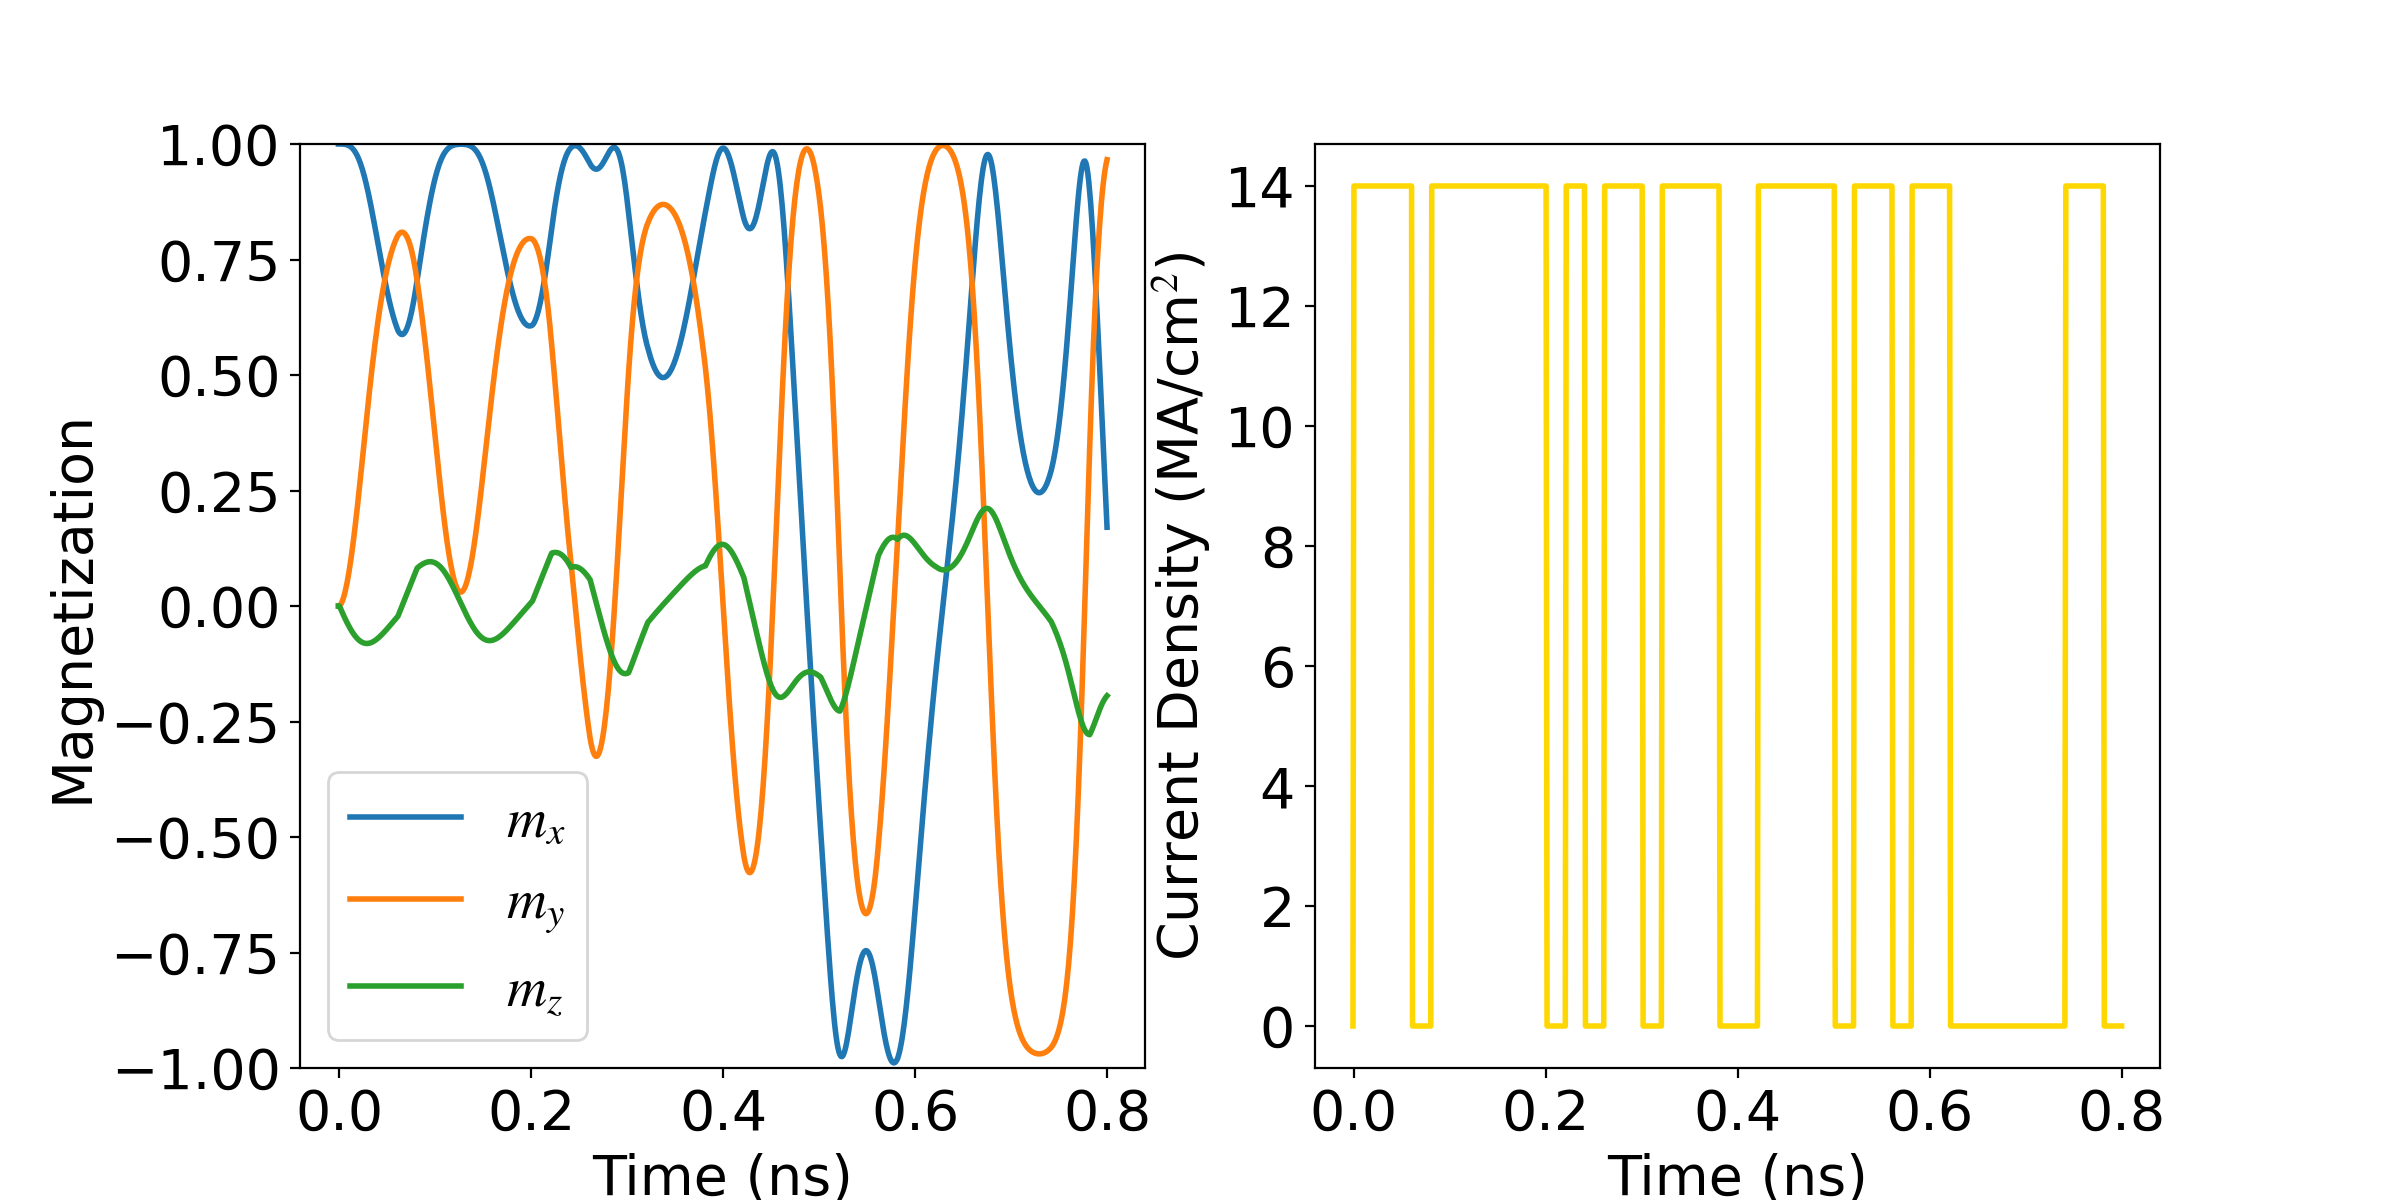 1.00
0.75
0.50
0.25
0.00
−0.25
−0.50
−0.75
−1.00
Magnetization
m_x
m_y
m_z
0.0 0.2 0.4 0.6 0.8
Time (ns)
14
12
10
8
6
4
2
0
Current Density (MA/cm²)
0.0 0.2 0.4 0.6 0.8
Time (ns)